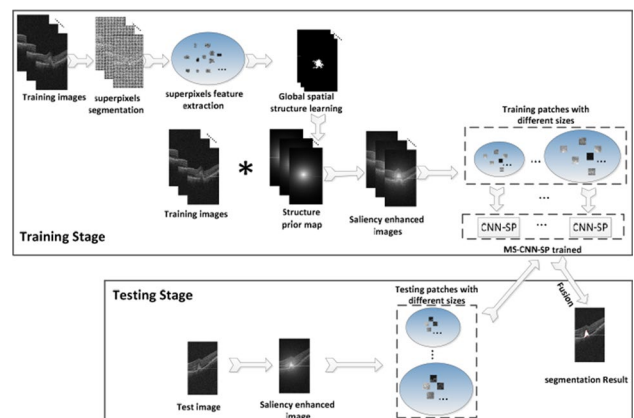 Training images
superpixels
segmentation
superpixels feature
extraction
Global spatial
structure learning
Training patches with
different sizes
...
...
...
*
...
Training images
Structure
prior map
Saliency enhanced
images
CNN-SP
...
CNN-SP
MS-CNN-SP trained
Training Stage
Testing Stage
Testing patches with
different sizes
...
...
Fusion
segmentation Result
Test image
Saliency enhanced
image